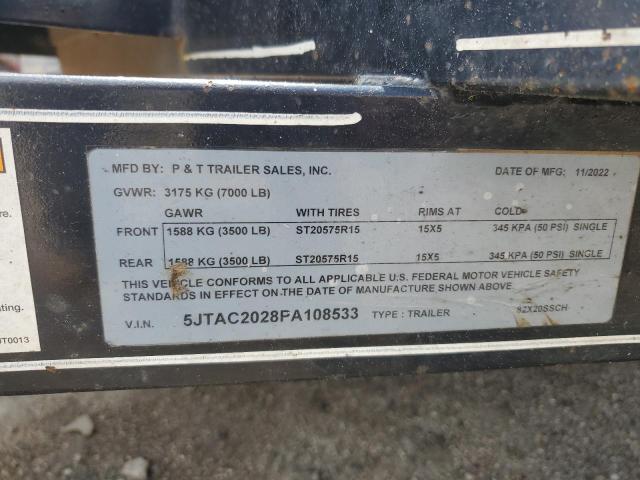 MFD BY: P & T TRAILER SALES, INC. DATE OF MFG: 11/2022
GVWR: 3175 KG (7000 LB)
GAWR WITH TIRES RIMS AT COLD
FRONT 1588 KG (3500 LB) ST20575R15 15X5 345 KPA (50 PSI) SINGLE
REAR 1588 KG (3500 LB) ST20575R15 15X5 345 KPA (50 PSI) SINGLE
THIS VEHICLE CONFORMS TO ALL APPLICABLE U.S. FEDERAL MOTOR VEHICLE SAFETY
STANDARDS IN EFFECT ON THE DATE OF MANUFACTURE SHOWN ABOVE.
V.I.N. 5JTAC2028FA108533 TYPE: TRAILER 82X20SSCH
re.
ting.
UT0013